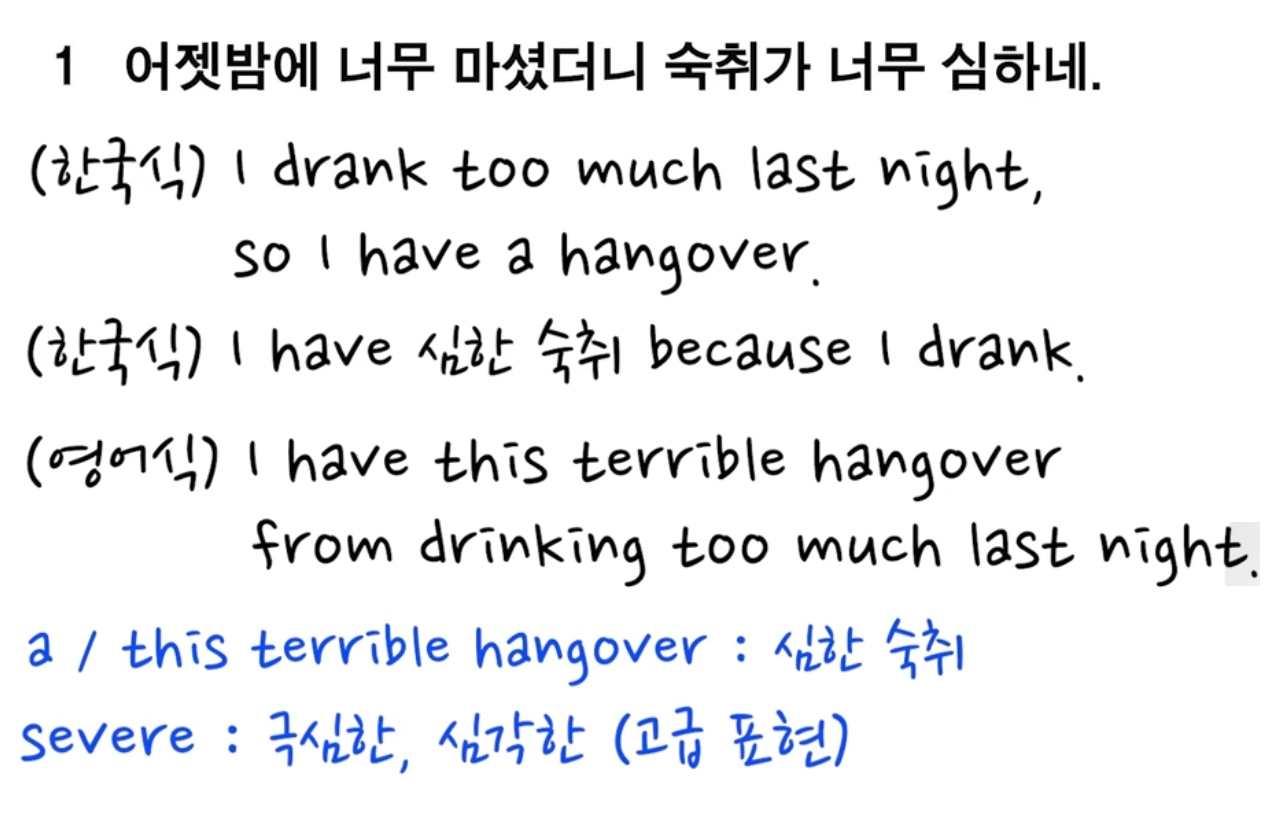 1 어젯밤에 너무 마셨더니 숙취가 너무 심하네.
(한국식) I drank too much last night,
so I have a hangover.
(한국식) I have 심한 숙취 because I drank.
(영어식) I have this terrible hangover
from drinking too much last night.
a / this terrible hangover : 심한 숙취
severe : 극심한, 심각한 (고급 표현)